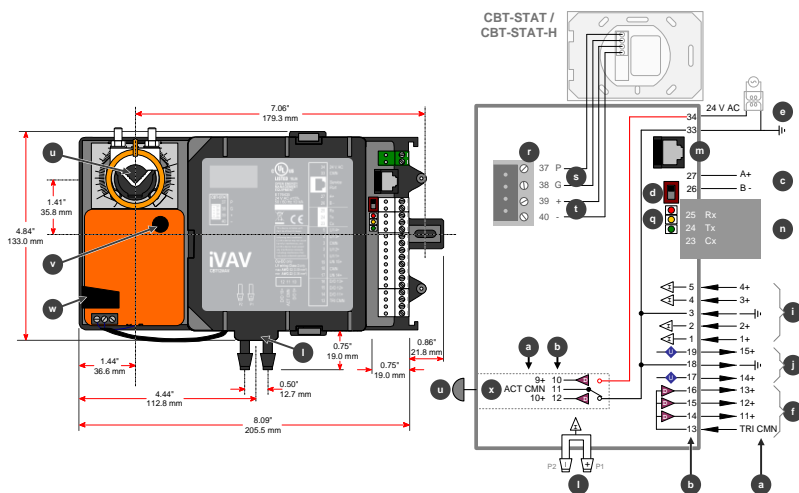 CBT-STAT /
CBT-STAT-H
7.06"
179.3 mm
24 V AC
34
33
e
u
r
m
37 P
s
38 G
39 +
t
40 -
27
A+
26
B -
c
d
1.41"
35.8 mm
4.84"
133.0 mm
q
25 Rx
24 Tx
23 Cx
n
iVAV
v
w
l
5
4+
4
3+
3
i
2
2+
1
1+
19
15+
18
j
17
14+
16
13+
15
12+
14
11+
f
13
TRI CMN
0.86"
21.8 mm
0.75"
19.0 mm
0.75"
19.0 mm
1.44"
36.6 mm
0.50"
12.7 mm
4.44"
112.8 mm
8.09"
205.5 mm
a
b
u
x
9+ 10
ACT CMN 11
10+ 12
P2
P1
l
b
a